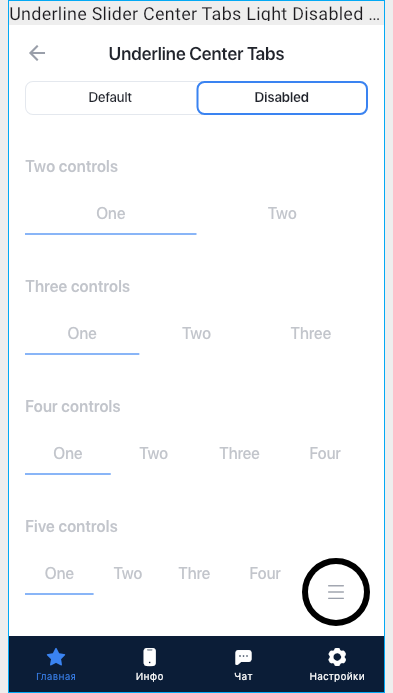 Underline Slider Center Tabs Light Disabled ...
Underline Center Tabs
Default Disabled
Two controls
One Two
Three controls
One Two Three
Four controls
One Two Three Four
Five controls
One Two Thre Four
Главная Инфо Чат Настройки